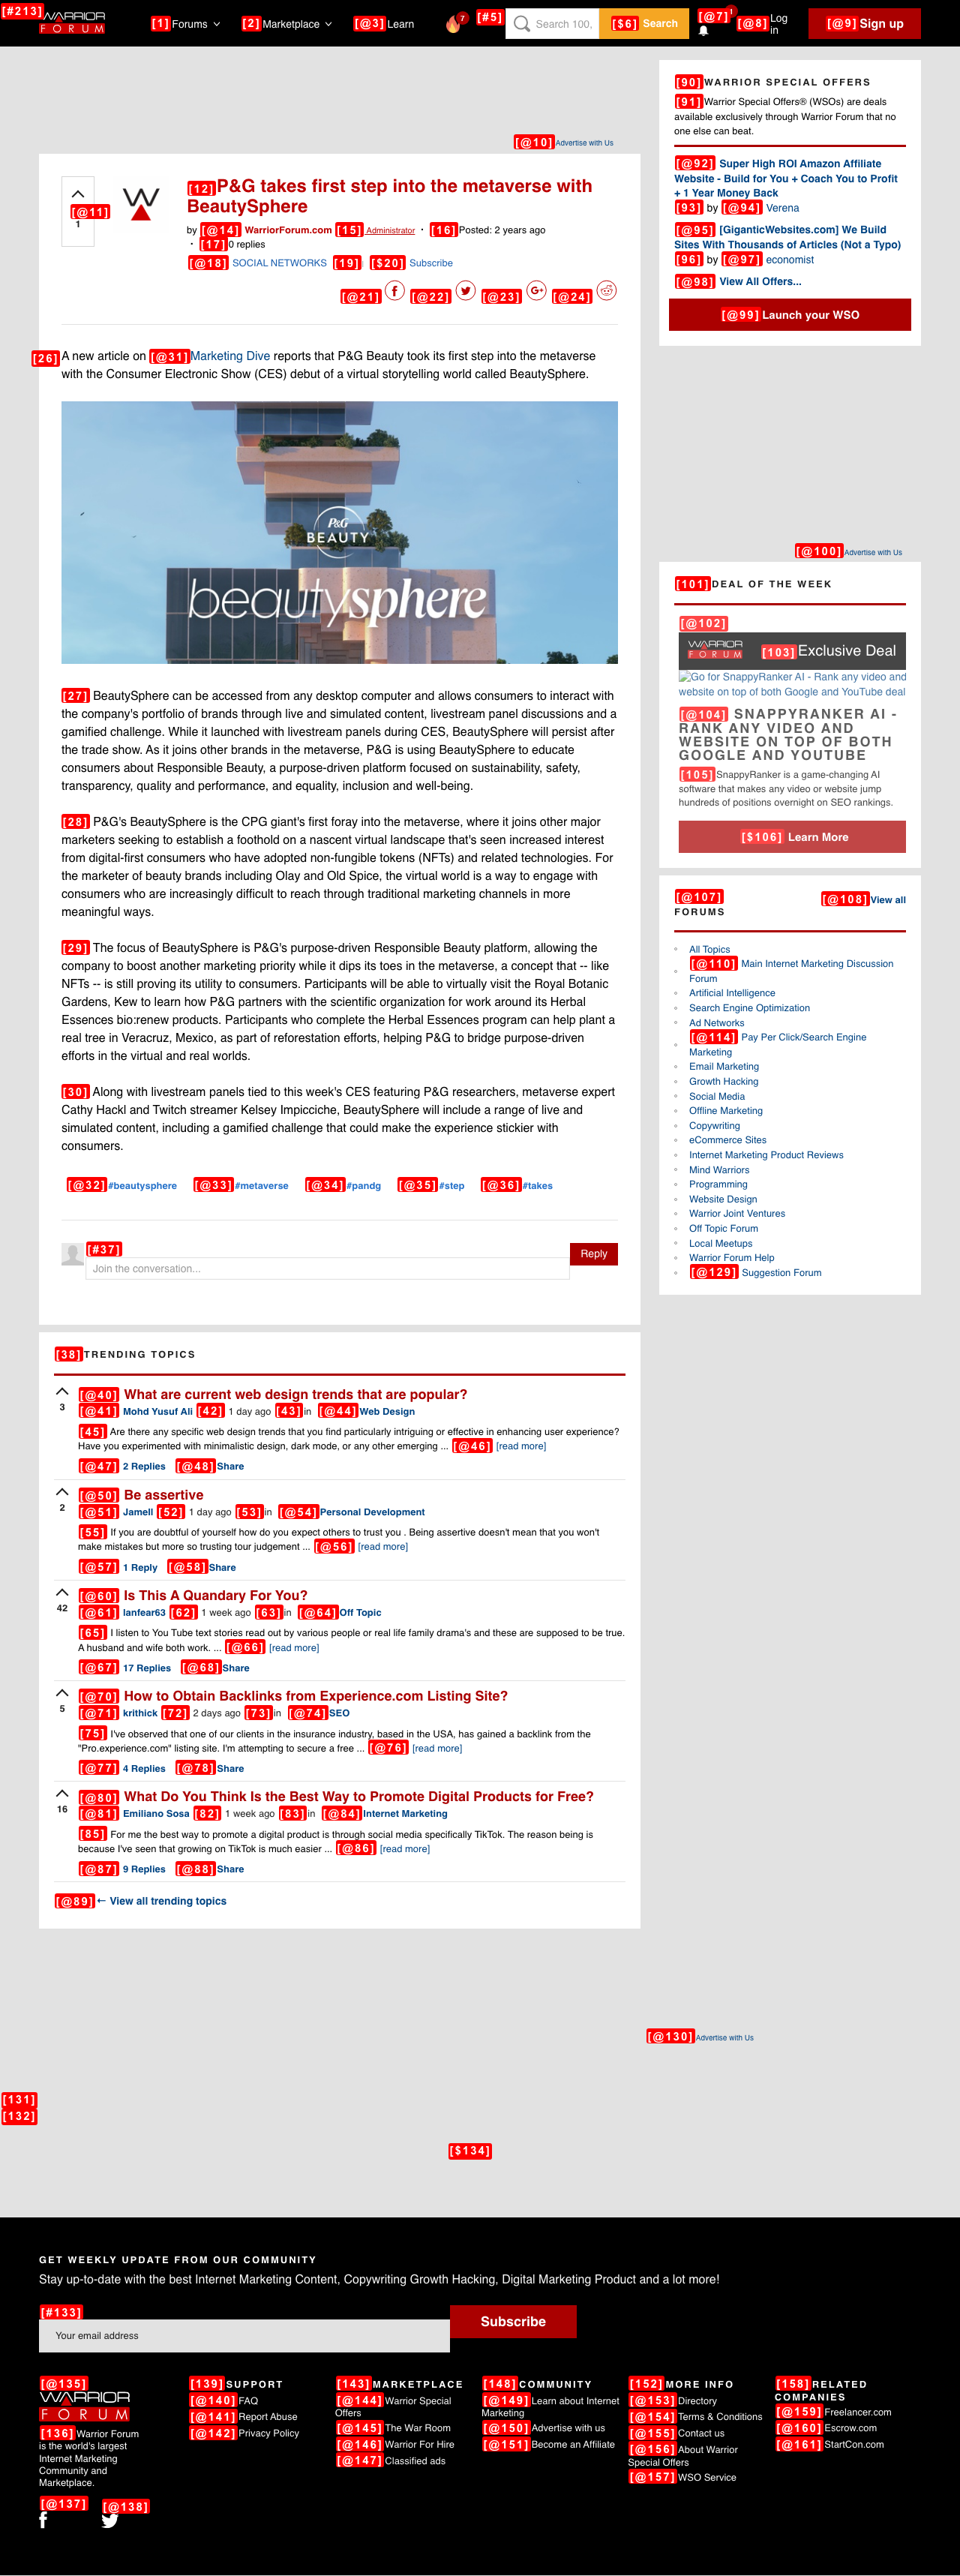 [#213] WARRIOR FORUM [1] Forums [2] Marketplace [@3] Learn 7 [#5] Search 100, [$6] Search [@7] 1 [@8] Log in [@9] Sign up
[@10] Advertise with Us
[@11]
1
[12] P&G takes first step into the metaverse with
BeautySphere
by [@14] WarriorForum.com [15] Administrator · [16] Posted: 2 years ago
· [17] 0 replies
[@18] SOCIAL NETWORKS [19] [$20] Subscribe
[@21] [@22] [@23] [@24]
[26] A new article on [@31] Marketing Dive reports that P&G Beauty took its first step into the metaverse
with the Consumer Electronic Show (CES) debut of a virtual storytelling world called BeautySphere.
P&G
BEAUTY
beautysphere
[27] BeautySphere can be accessed from any desktop computer and allows consumers to interact with
the company's portfolio of brands through live and simulated content, livestream panel discussions and a
gamified challenge. While it launched with livestream panels during CES, BeautySphere will persist after
the trade show. As it joins other brands in the metaverse, P&G is using BeautySphere to educate
consumers about Responsible Beauty, a purpose-driven platform focused on sustainability, safety,
transparency, quality and performance, and equality, inclusion and well-being.
[28] P&G's BeautySphere is the CPG giant's first foray into the metaverse, where it joins other major
marketers seeking to establish a foothold on a nascent virtual landscape that's seen increased interest
from digital-first consumers who have adopted non-fungible tokens (NFTs) and related technologies. For
the marketer of beauty brands including Olay and Old Spice, the virtual world is a way to engage with
consumers who are increasingly difficult to reach through traditional marketing channels in more
meaningful ways.
[29] The focus of BeautySphere is P&G's purpose-driven Responsible Beauty platform, allowing the
company to boost another marketing priority while it dips its toes in the metaverse, a concept that -- like
NFTs -- is still proving its utility to consumers. Participants will be able to virtually visit the Royal Botanic
Gardens, Kew to learn how P&G partners with the scientific organization for work around its Herbal
Essences bio:renew products. Participants who complete the Herbal Essences program can help plant a
real tree in Veracruz, Mexico, as part of reforestation efforts, helping P&G to bridge purpose-driven
efforts in the virtual and real worlds.
[30] Along with livestream panels tied to this week's CES featuring P&G researchers, metaverse expert
Cathy Hackl and Twitch streamer Kelsey Impicciche, BeautySphere will include a range of live and
simulated content, including a gamified challenge that could make the experience stickier with
consumers.
[@32] #beautysphere [@33] #metaverse [@34] #pandg [@35] #step [@36] #takes
[#37] Reply
Join the conversation...
[38] TRENDING TOPICS
[@40] What are current web design trends that are popular?
3 [@41] Mohd Yusuf Ali [42] 1 day ago [43] in [@44] Web Design
[45] Are there any specific web design trends that you find particularly intriguing or effective in enhancing user experience?
Have you experimented with minimalistic design, dark mode, or any other emerging ... [@46] [read more]
[@47] 2 Replies [@48] Share
[@50] Be assertive
2 [@51] Jamell [52] 1 day ago [53] in [@54] Personal Development
[55] If you are doubtful of yourself how do you expect others to trust you . Being assertive doesn't mean that you won't
make mistakes but more so trusting tour judgement ... [@56] [read more]
[@57] 1 Reply [@58] Share
[@60] Is This A Quandary For You?
42 [@61] lanfear63 [62] 1 week ago [63] in [@64] Off Topic
[65] I listen to You Tube text stories read out by various people or real life family drama's and these are supposed to be true.
A husband and wife both work. ... [@66] [read more]
[@67] 17 Replies [@68] Share
[@70] How to Obtain Backlinks from Experience.com Listing Site?
5 [@71] krithick [72] 2 days ago [73] in [@74] SEO
[75] I've observed that one of our clients in the insurance industry, based in the USA, has gained a backlink from the
"Pro.experience.com" listing site. I'm attempting to secure a free ... [@76] [read more]
[@77] 4 Replies [@78] Share
[@80] What Do You Think Is the Best Way to Promote Digital Products for Free?
16 [@81] Emiliano Sosa [82] 1 week ago [83] in [@84] Internet Marketing
[85] For me the best way to promote a digital product is through social media specifically TikTok. The reason being is
because I've seen that growing on TikTok is much easier ... [@86] [read more]
[@87] 9 Replies [@88] Share
[@89] ← View all trending topics
[90] WARRIOR SPECIAL OFFERS
[91] Warrior Special Offers® (WSOs) are deals
available exclusively through Warrior Forum that no
one else can beat.
[@92] Super High ROI Amazon Affiliate
Website - Build for You + Coach You to Profit
+ 1 Year Money Back
[93] by [@94] Verena
[@95] [GiganticWebsites.com] We Build
Sites With Thousands of Articles (Not a Typo)
[96] by [@97] economist
[@98] View All Offers...
[@99] Launch your WSO
[@100] Advertise with Us
[101] DEAL OF THE WEEK
[@102]
WARRIOR FORUM [103] Exclusive Deal
Go for SnappyRanker AI - Rank any video and
website on top of both Google and YouTube deal
[@104] SNAPPYRANKER AI -
RANK ANY VIDEO AND
WEBSITE ON TOP OF BOTH
GOOGLE AND YOUTUBE
[105] SnappyRanker is a game-changing AI
software that makes any video or website jump
hundreds of positions overnight on SEO rankings.
[$106] Learn More
[@107] FORUMS [@108] View all
All Topics
[@110] Main Internet Marketing Discussion
Forum
Artificial Intelligence
Search Engine Optimization
Ad Networks
[@114] Pay Per Click/Search Engine
Marketing
Email Marketing
Growth Hacking
Social Media
Offline Marketing
Copywriting
eCommerce Sites
Internet Marketing Product Reviews
Mind Warriors
Programming
Website Design
Warrior Joint Ventures
Off Topic Forum
Local Meetups
Warrior Forum Help
[@129] Suggestion Forum
[@130] Advertise with Us
[131]
[132]
[$134]
GET WEEKLY UPDATE FROM OUR COMMUNITY
Stay up-to-date with the best Internet Marketing Content, Copywriting Growth Hacking, Digital Marketing Product and a lot more!
[#133]
Your email address Subscribe
[@135]
WARRIOR
FORUM
[136] Warrior Forum
is the world's largest
Internet Marketing
Community and
Marketplace.
[@137] [@138]
[139] SUPPORT
[@140] FAQ
[@141] Report Abuse
[@142] Privacy Policy
[143] MARKETPLACE
[@144] Warrior Special
Offers
[@145] The War Room
[@146] Warrior For Hire
[@147] Classified ads
[148] COMMUNITY
[@149] Learn about Internet
Marketing
[@150] Advertise with us
[@151] Become an Affiliate
[152] MORE INFO
[@153] Directory
[@154] Terms & Conditions
[@155] Contact us
[@156] About Warrior
Special Offers
[@157] WSO Service
[158] RELATED
COMPANIES
[@159] Freelancer.com
[@160] Escrow.com
[@161] StartCon.com